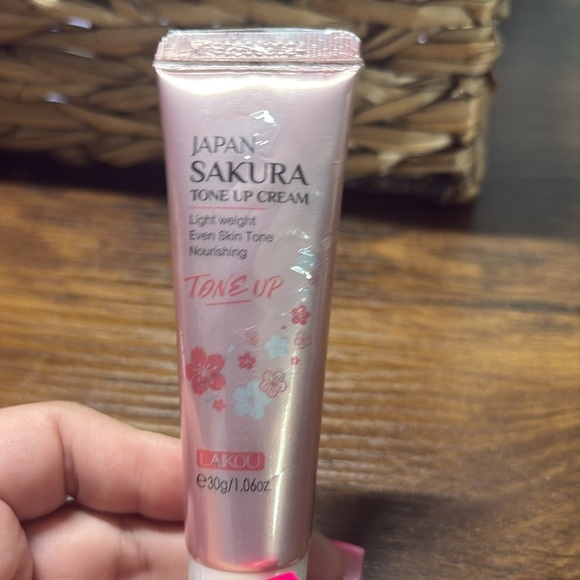 JAPAN
SAKURA
TONE UP CREAM
Light weight
Even Skin Tone
Nourishing
TONE UP
LAIKOU
℮30g/1.06oz.